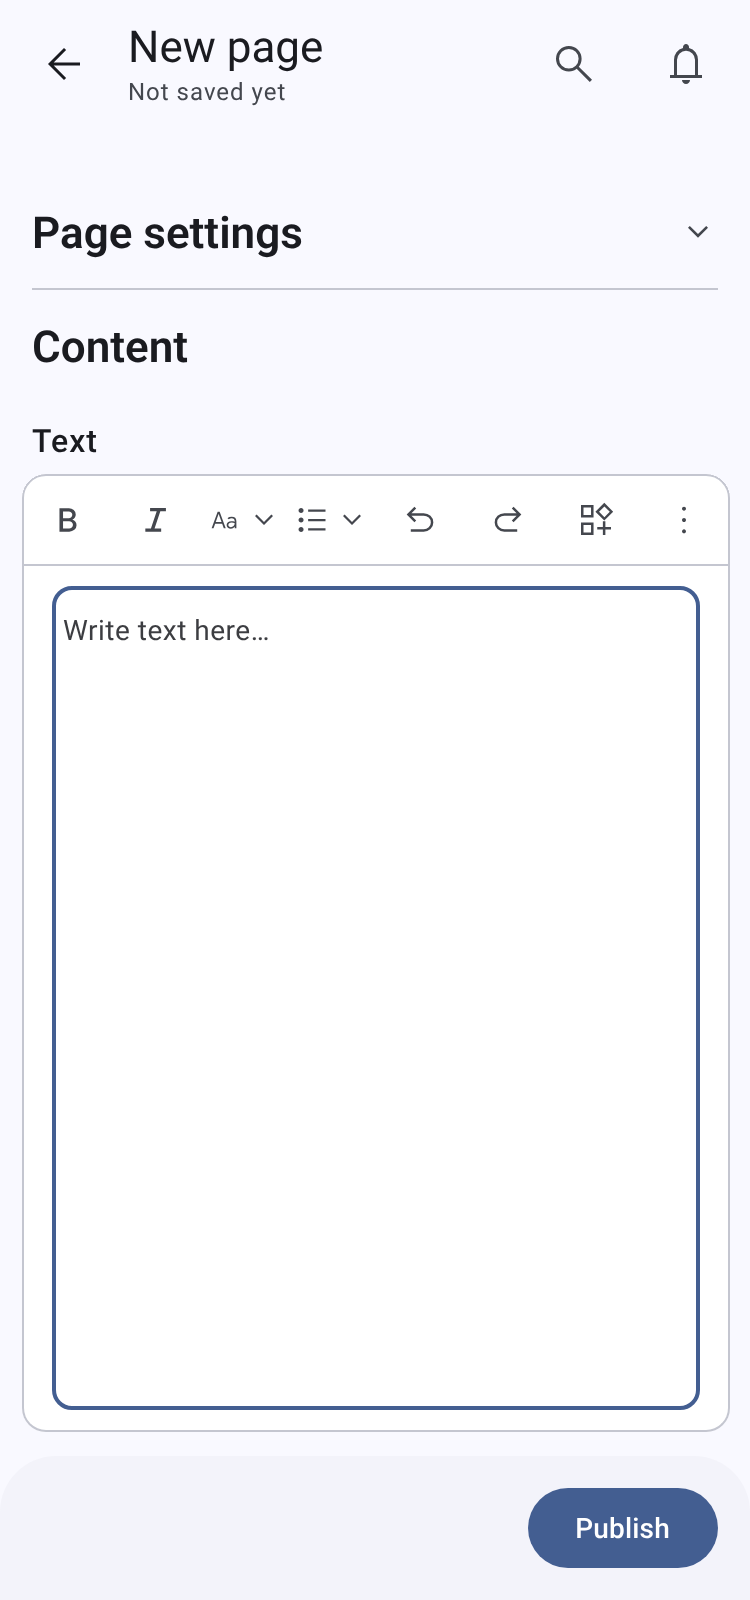 New page
Not saved yet
Page settings
Content
Text
B I Aa
Write text here…
Publish